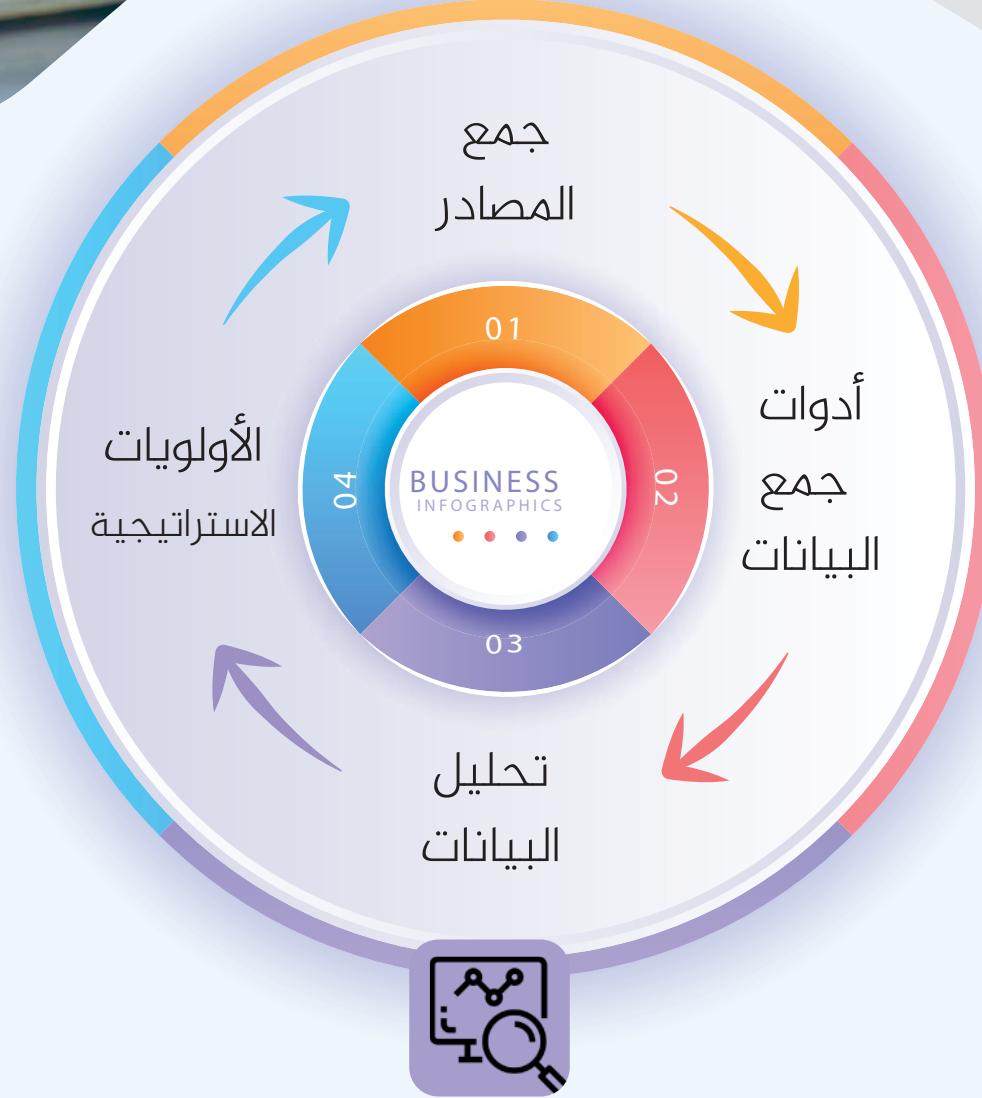 جمع
المصادر
01
أدوات
جمع
البيانات
02
BUSINESS
INFOGRAPHICS
04
الأولويات
الاستراتيجية
03
تحليل
البيانات